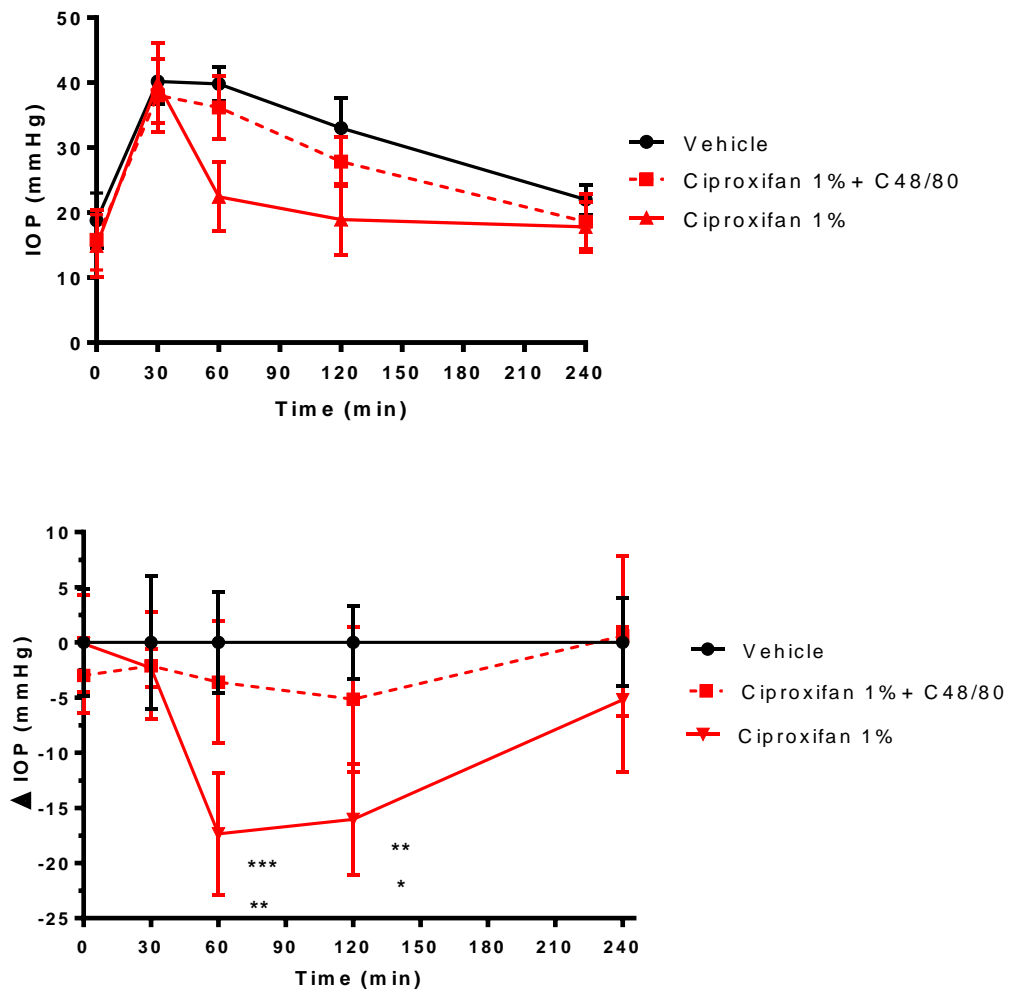 50
40
30
20
10
0
IOP (mmHg)
0 30 60 90 120 150 180 210 240
Time (min)
Vehicle
Ciproxifan 1% + C48/80
Ciproxifan 1%
10
5
0
-5
-10
-15
-20
-25
▲ IOP (mmHg)
*** **
** *
0 30 60 90 120 150 180 210 240
Time (min)
Vehicle
Ciproxifan 1% + C48/80
Ciproxifan 1%